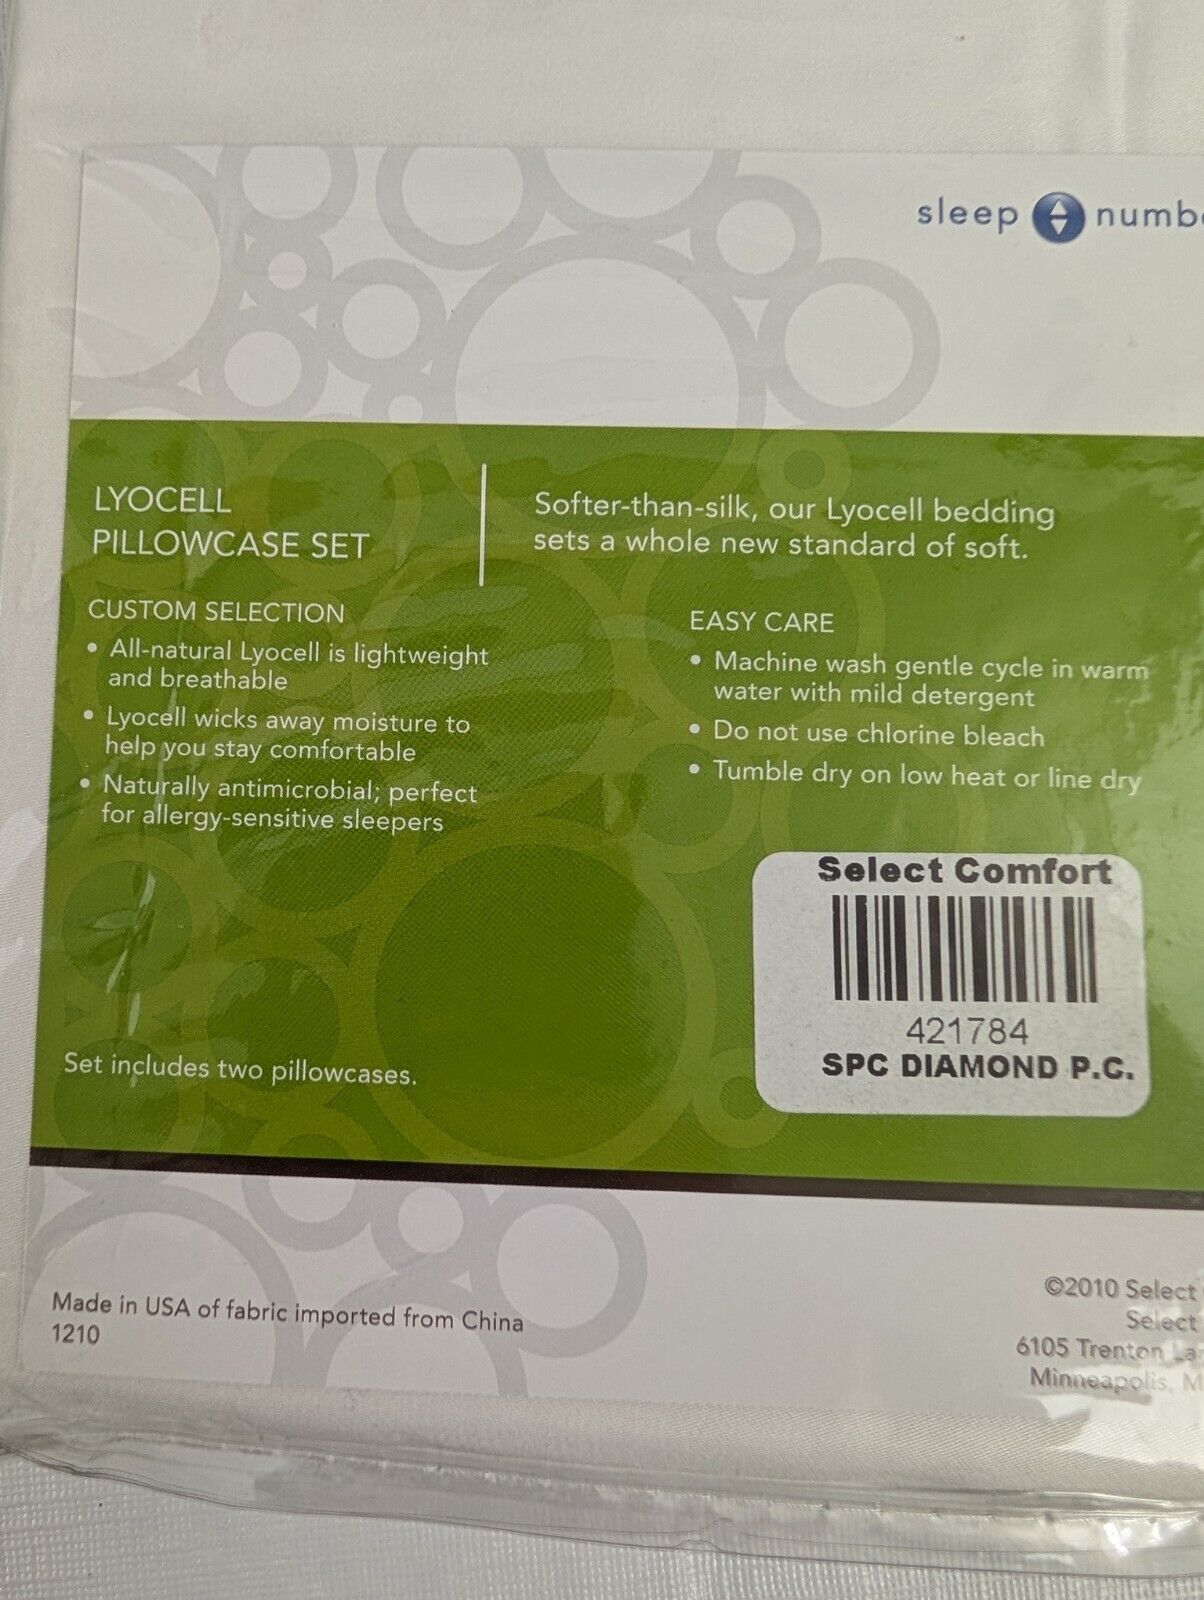 sleep numbe
LYOCELL
PILLOWCASE SET
Softer-than-silk, our Lyocell bedding
sets a whole new standard of soft.
CUSTOM SELECTION
• All-natural Lyocell is lightweight
and breathable
• Lyocell wicks away moisture to
help you stay comfortable
• Naturally antimicrobial; perfect
for allergy-sensitive sleepers
EASY CARE
• Machine wash gentle cycle in warm
water with mild detergent
• Do not use chlorine bleach
• Tumble dry on low heat or line dry
Select Comfort
421784
SPC DIAMOND P.C.
Set includes two pillowcases.
Made in USA of fabric imported from China
1210
©2010 Select
Select
6105 Trenton La
Minneapolis, M